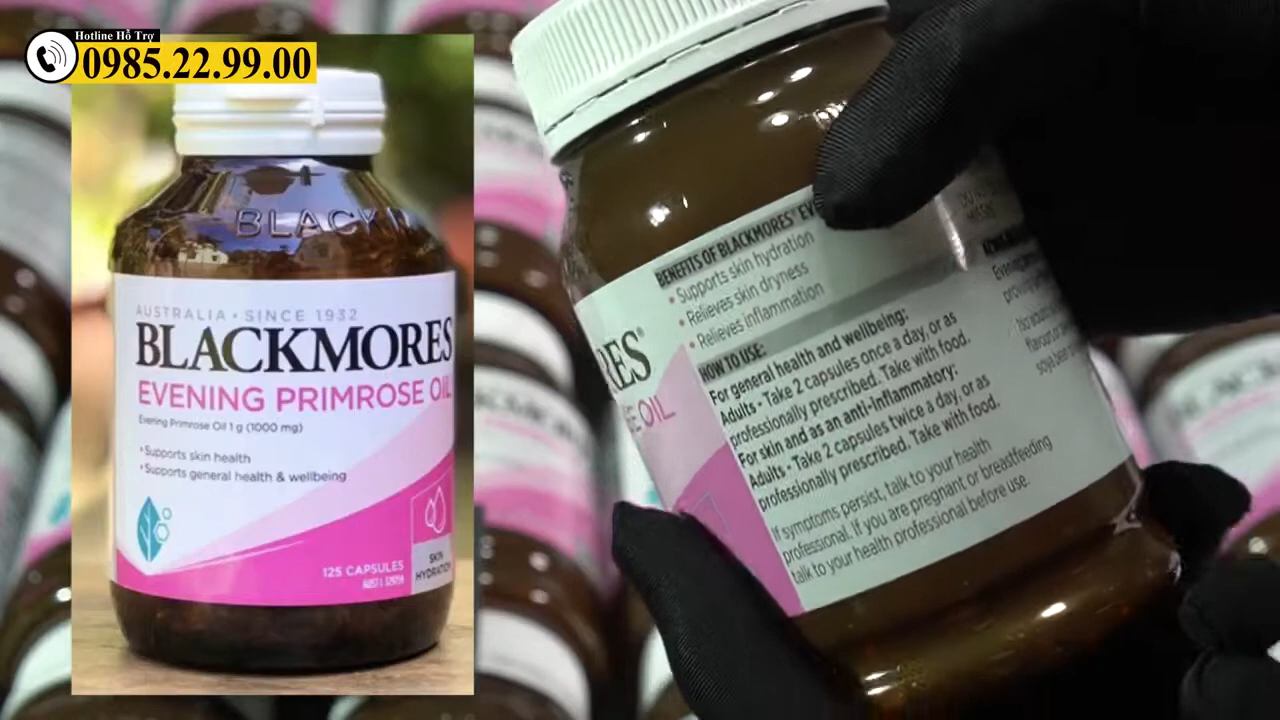 Hotline Hỗ Trợ
0985.22.99.00
BLACK
AUSTRALIA • SINCE 1932
BLACKMORES
EVENING PRIMROSE OIL
Evening Primrose Oil 1 g (1000 mg)
• Supports skin health
• Supports general health & wellbeing
125 CAPSULES
SKIN
HYDRATION
RES®
OIL
BENEFITS OF BLACKMORES® EV
• Supports skin hydration
• Relieves skin dryness
• Relieves inflammation
HOW TO USE:
For general health and wellbeing:
Adults - Take 2 capsules once a day, or as
professionally prescribed. Take with food.
For skin and as an anti-inflammatory:
Adults - Take 2 capsules twice a day, or as
professionally prescribed. Take with food.
If symptoms persist, talk to your health
professional. If you are pregnant or breastfeeding
talk to your health professional before use.